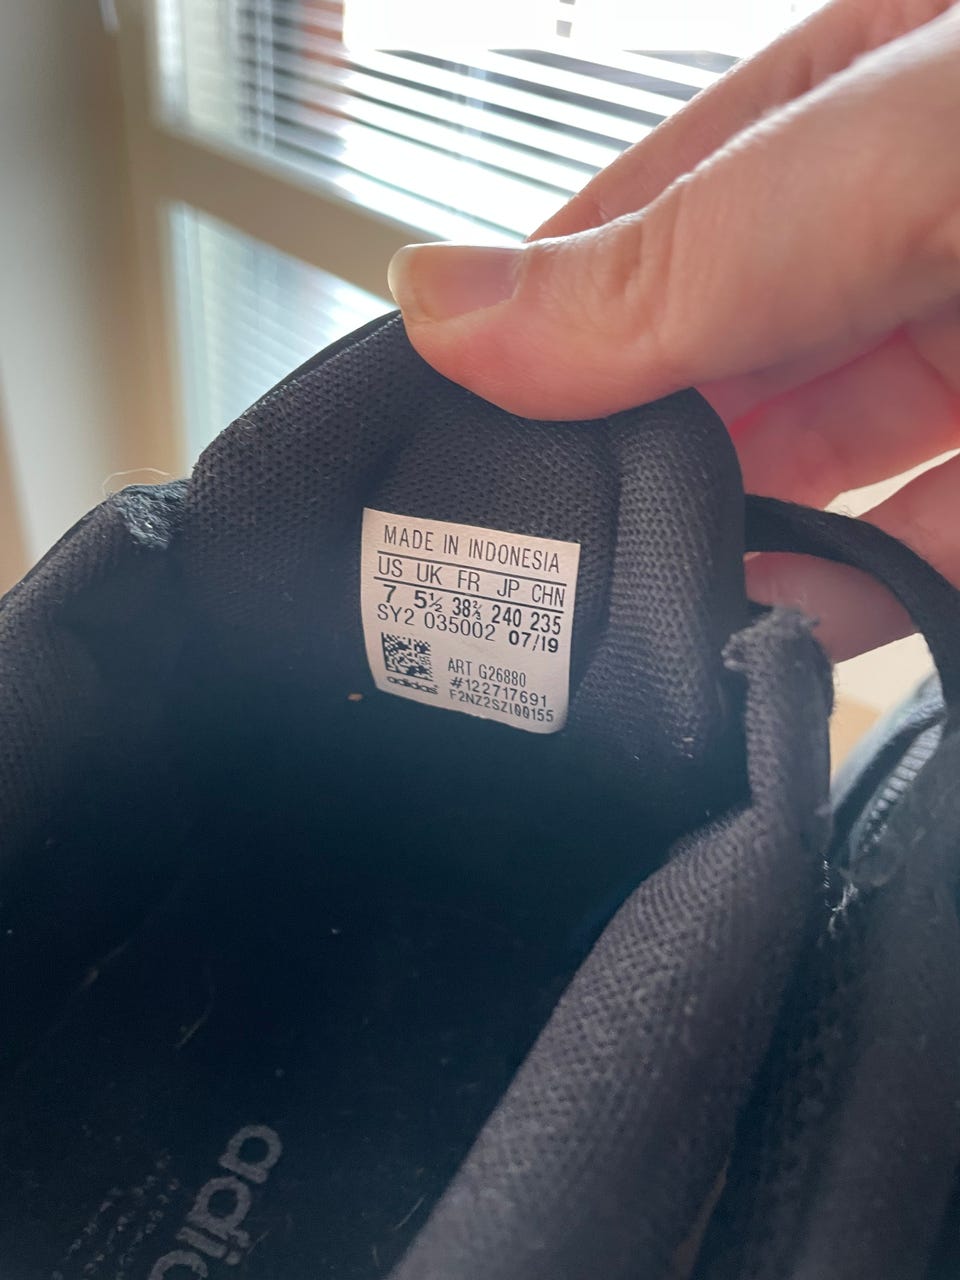 MADE IN INDONESIA
US UK FR JP CHN
7 5½ 38⅔ 240 235
SY2 035002 07/19
ART G26880
#122717691
F2NZ2SZI00155
adidas
adid